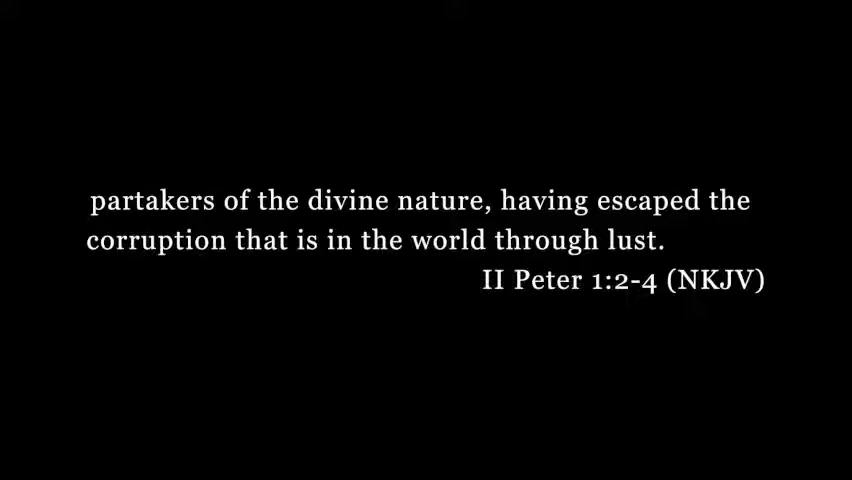 partakers of the divine nature, having escaped the
corruption that is in the world through lust.
II Peter 1:2-4 (NKJV)